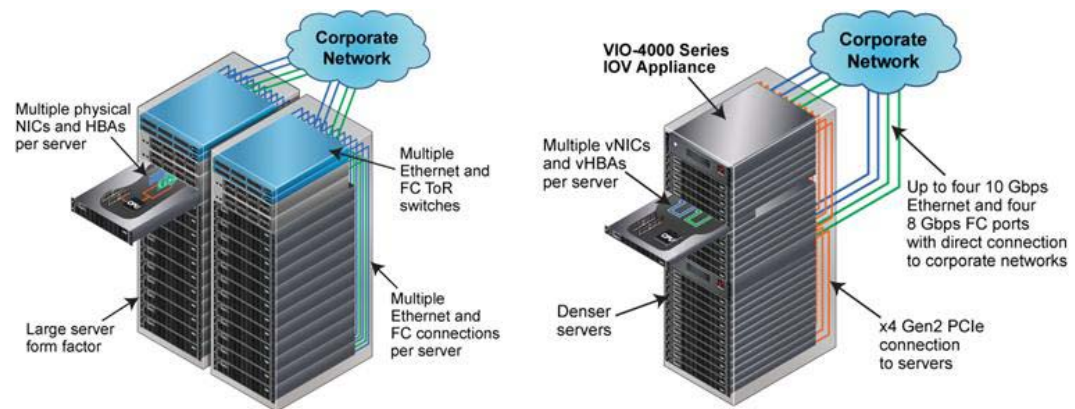 Corporate
Network
Multiple physical
NICs and HBAs
per server
CPU
Multiple
Ethernet and
FC ToR
switches
Large server
form factor
Multiple
Ethernet and
FC connections
per server
VIO-4000 Series
IOV Appliance
Corporate
Network
Multiple vNICs
and vHBAs
per server
CPU
Up to four 10 Gbps
Ethernet and four
8 Gbps FC ports
with direct connection
to corporate networks
Denser
servers
x4 Gen2 PCIe
connection
to servers